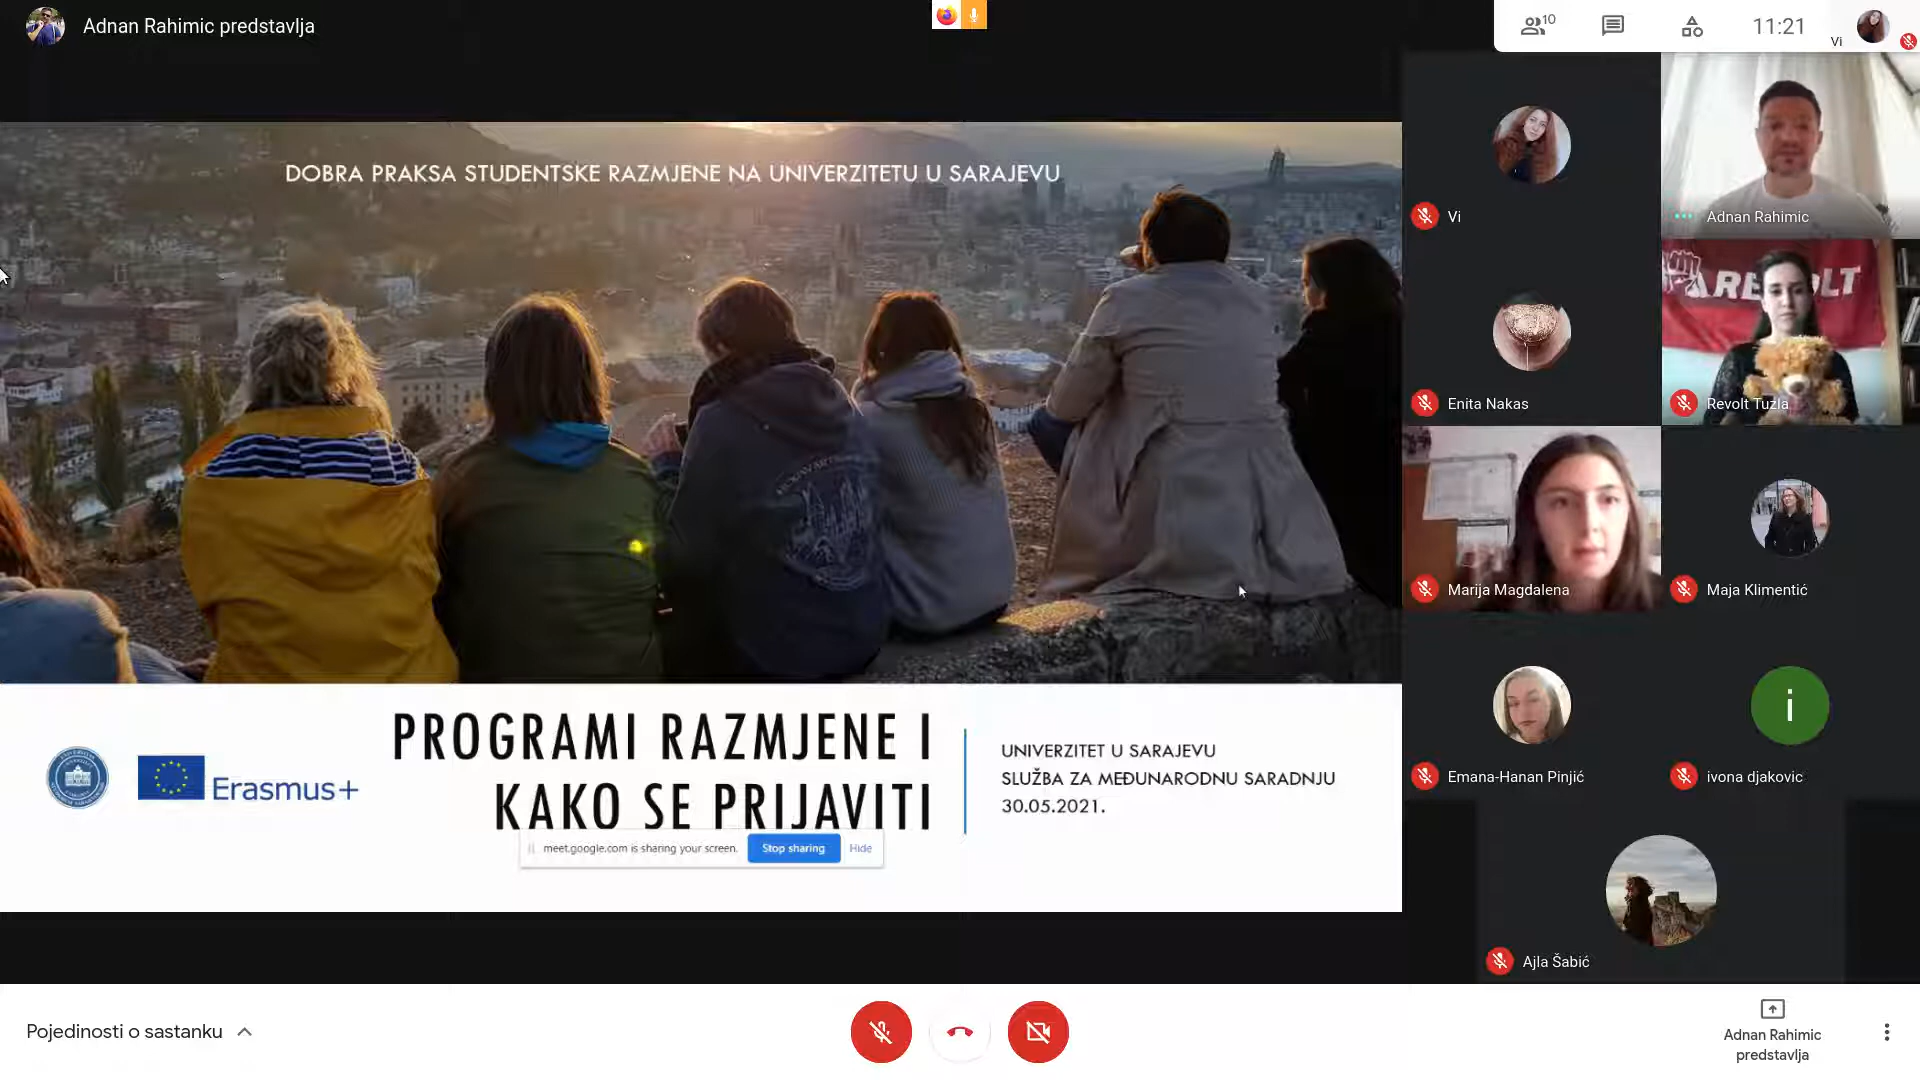 Adnan Rahimic predstavlja
10
11:21
Vi
DOBRA PRAKSA STUDENTSKE RAZMJENE NA UNIVERZITETU U SARAJEVU
PROGRAMI RAZMJENE I
KAKO SE PRIJAVITI
Erasmus+
UNIVERZITET U SARAJEVU
SLUŽBA ZA MEĐUNARODNU SARADNJU
30.05.2021.
meet.google.com is sharing your screen.
Stop sharing
Hide
Vi
Adnan Rahimic
Enita Nakas
Revolt Tuzla
Marija Magdalena
Maja Klimentić
Emana-Hanan Pinjić
i
ivona djakovic
Ajla Šabić
Pojedinosti o sastanku
Adnan Rahimic
predstavlja